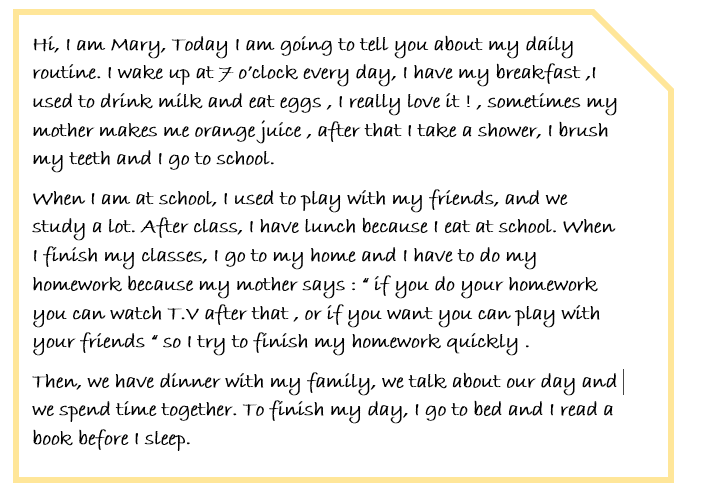 Hi, I am Mary, Today I am going to tell you about my daily
routine. I wake up at 7 o'clock every day, I have my breakfast ,I
used to drink milk and eat eggs , I really love it ! , sometimes my
mother makes me orange juice , after that I take a shower, I brush
my teeth and I go to school.
When I am at school, I used to play with my friends, and we
study a lot. After class, I have lunch because I eat at school. When
I finish my classes, I go to my home and I have to do my
homework because my mother says : “ if you do your homework
you can watch T.V after that , or if you want you can play with
your friends “ so I try to finish my homework quickly .
Then, we have dinner with my family, we talk about our day and
we spend time together. To finish my day, I go to bed and I read a
book before I sleep.